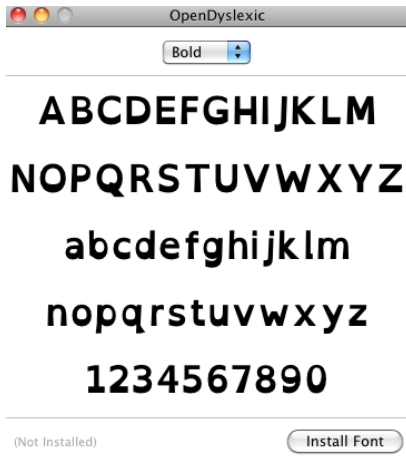 OpenDyslexic
Bold
ABCDEFGHIJKLM
NOPQRSTUVWXYZ
abcdefghijklm
nopqrstuvwxyz
1234567890
(Not Installed) Install Font